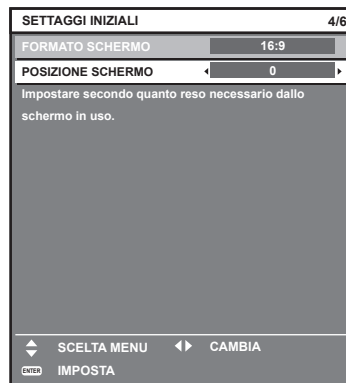 SETTAGGI INIZIALI 4/6
FORMATO SCHERMO 16:9
POSIZIONE SCHERMO 0
Impostare secondo quanto reso necessario dallo
schermo in uso.
SCELTA MENU CAMBIA
ENTER IMPOSTA